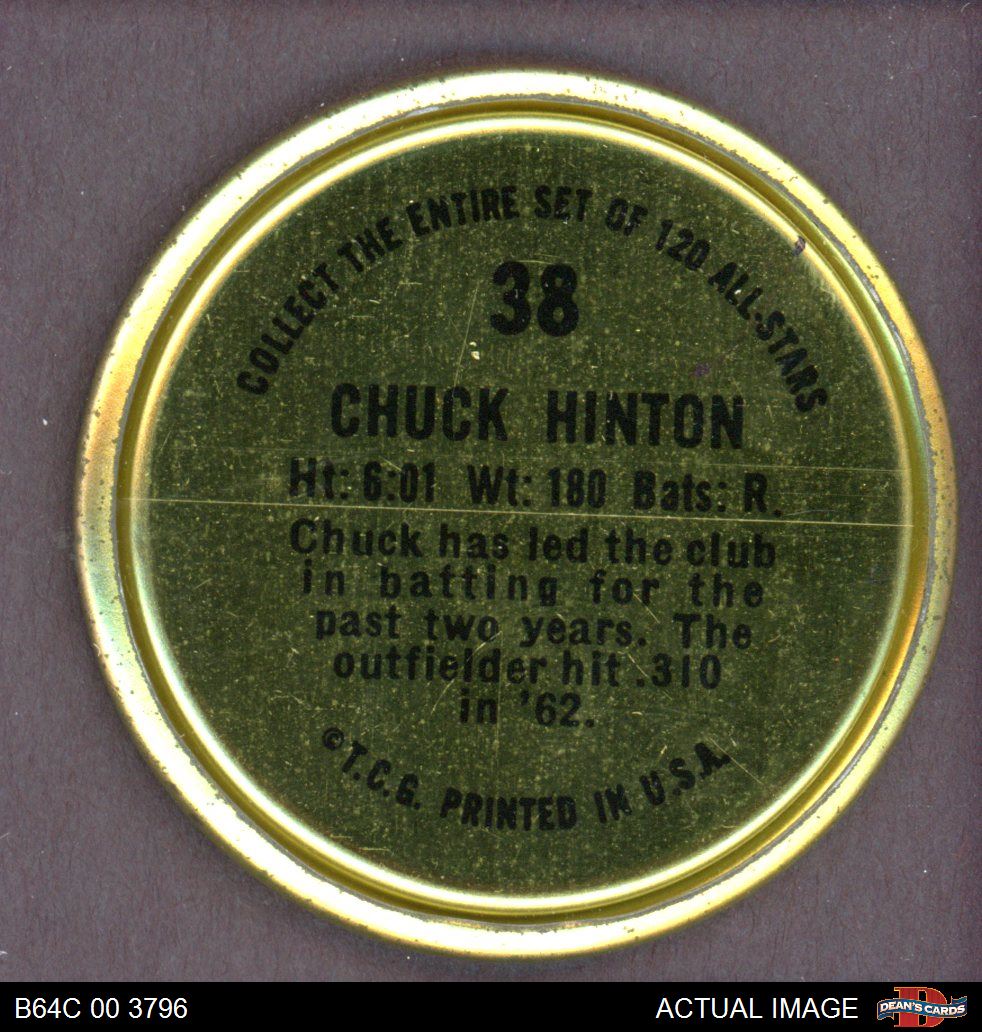 COLLECT THE ENTIRE SET OF 120 ALL-STARS
38
CHUCK HINTON
Ht: 6:01 Wt: 180 Bats: R.
Chuck has led the club
in batting for the
past two years. The
outfielder hit .310
in '62.
©T.C.G. PRINTED IN U.S.A.
B64C 00 3796
ACTUAL IMAGE
DEAN'S CARDS